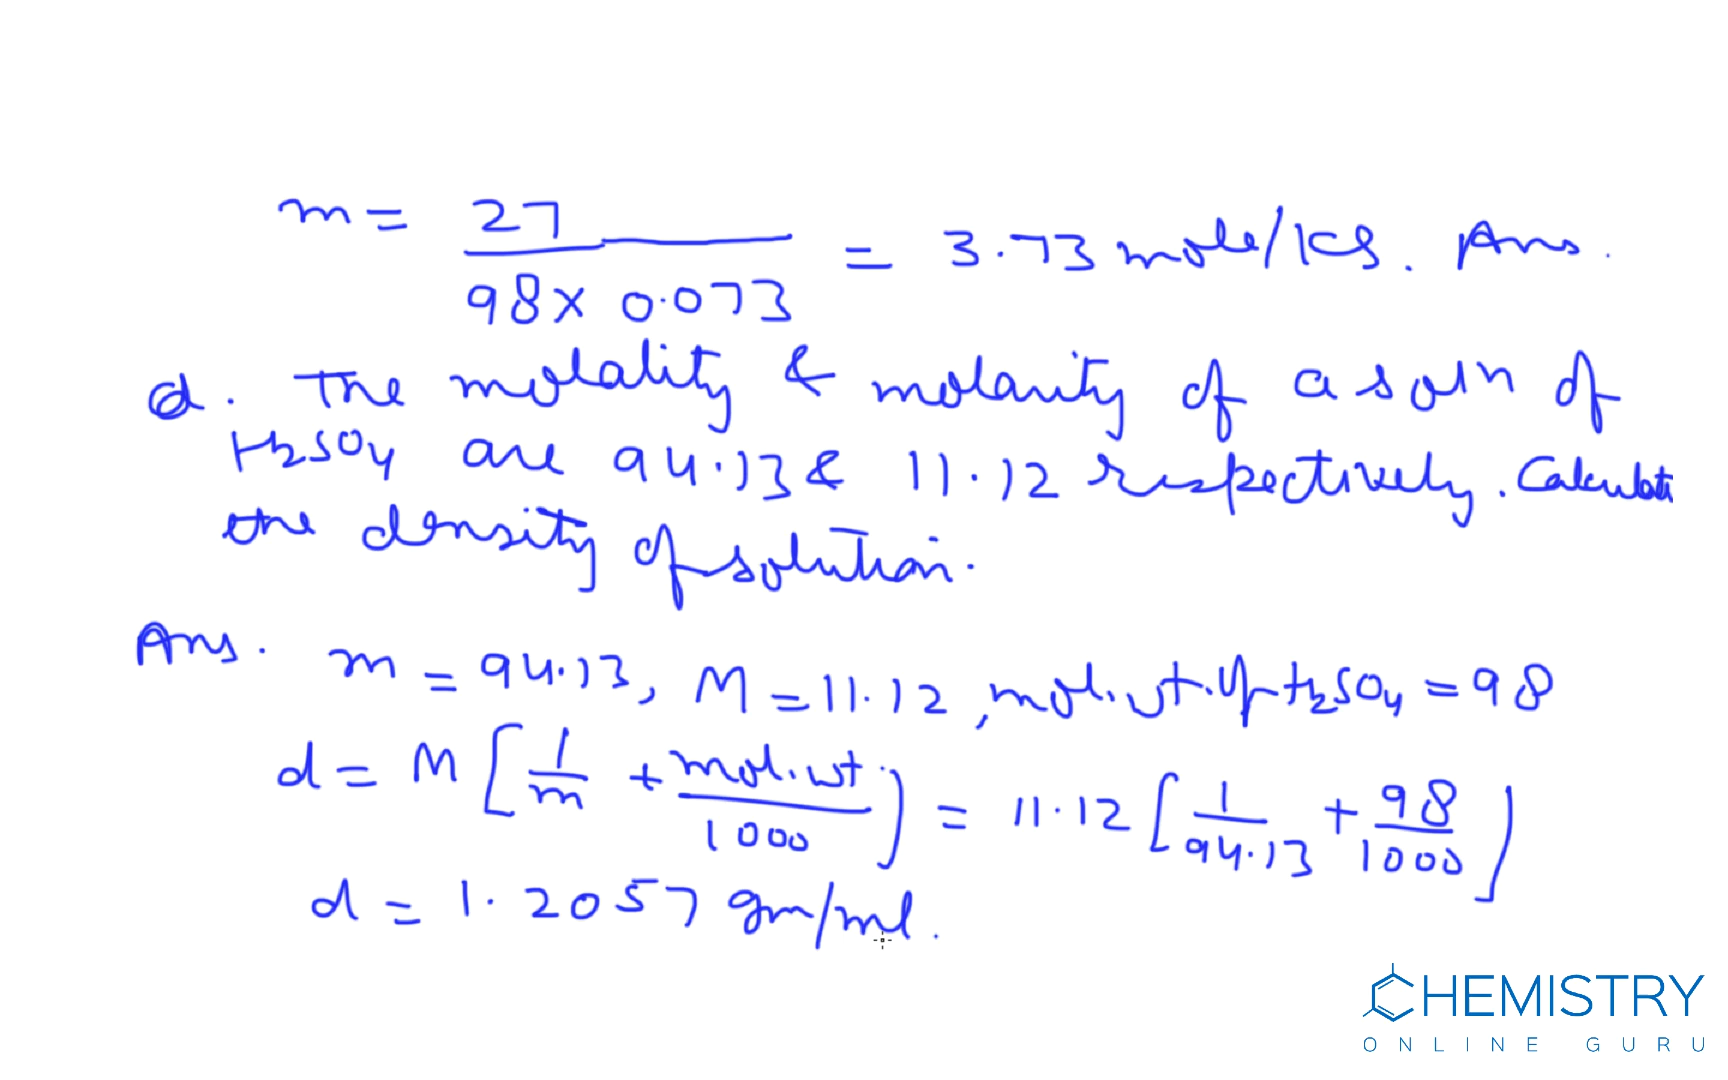 m = 27 / 98 x 0.073 = 3.73 mole/kg. Ans.
d. The molality & molarity of a soln of
H2SO4 are 94.13 & 11.12 respectively. Calculate
the density of solution.
Ans. m = 94.13, M = 11.12, mol.wt. of H2SO4 = 98
d = M [ 1/m + mol.wt./1000 ] = 11.12 [ 1/94.13 + 98/1000 ]
d = 1.2057 gm/ml.
CHEMISTRY
ONLINE GURU